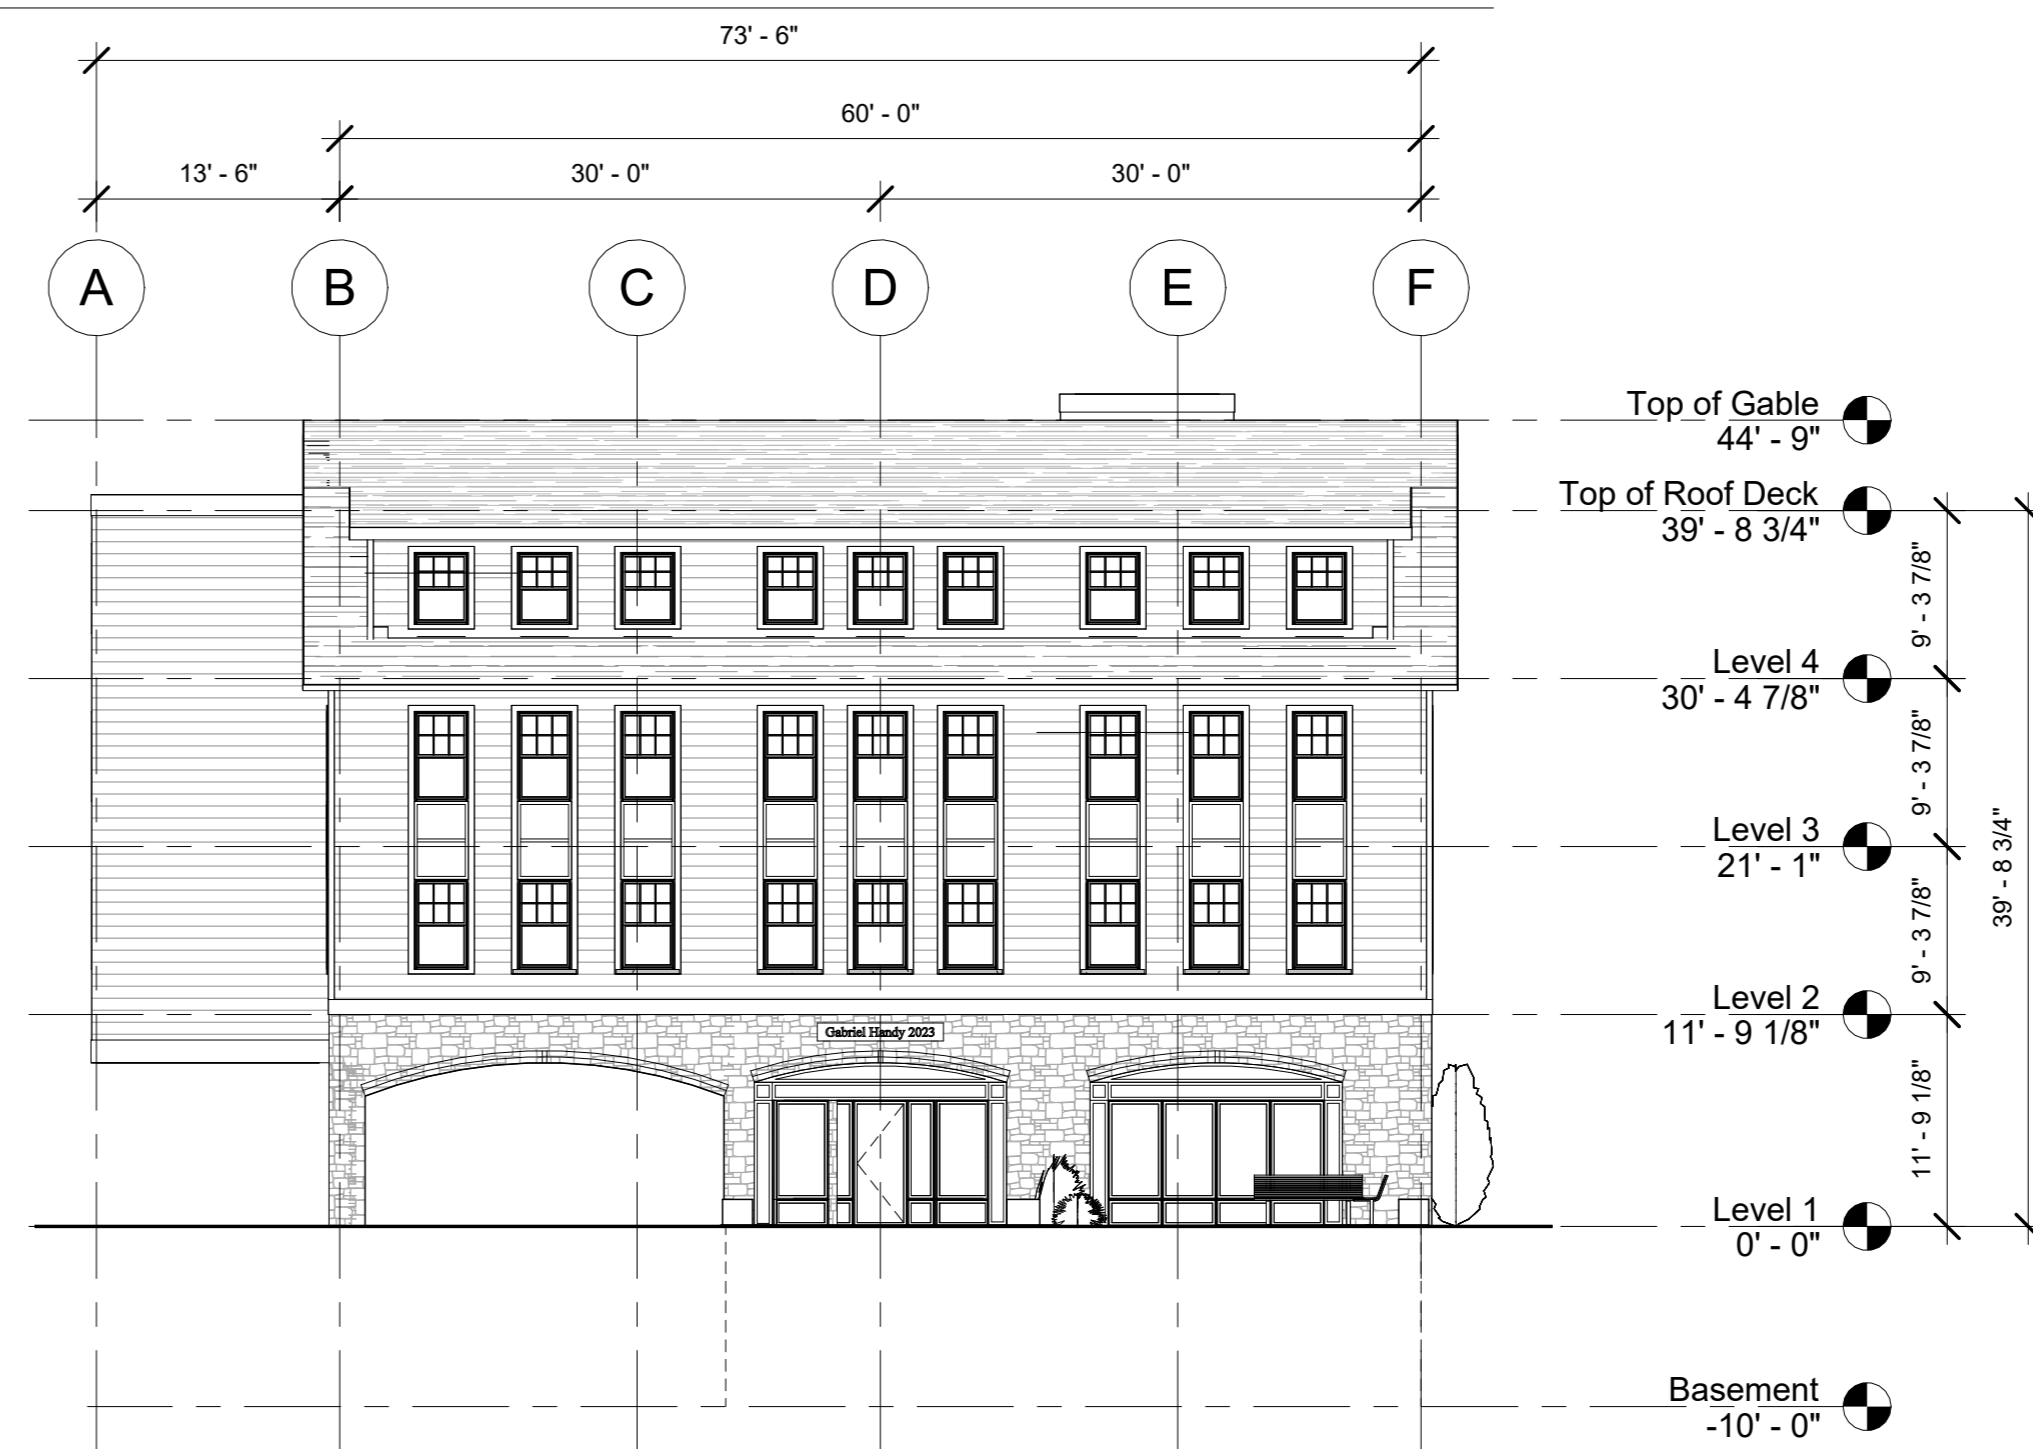 73' - 6"
60' - 0"
13' - 6"
30' - 0"
30' - 0"
A
B
C
D
E
F
Top of Gable
44' - 9"
Top of Roof Deck
39' - 8 3/4"
9' - 3 7/8"
Level 4
30' - 4 7/8"
9' - 3 7/8"
Level 3
21' - 1"
39' - 8 3/4"
9' - 3 7/8"
Level 2
11' - 9 1/8"
Gabriel Handy 2023
11' - 9 1/8"
Level 1
0' - 0"
Basement
-10' - 0"